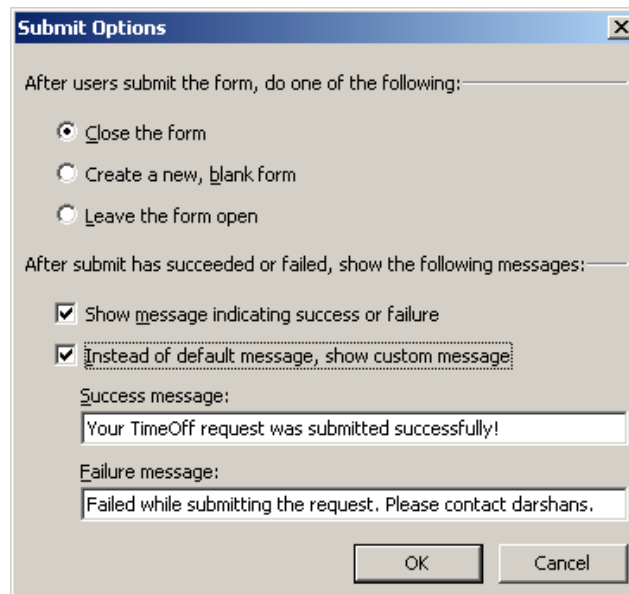 Submit Options
After users submit the form, do one of the following:
Close the form
Create a new, blank form
Leave the form open
After submit has succeeded or failed, show the following messages:
Show message indicating success or failure
Instead of default message, show custom message
Success message:
Your TimeOff request was submitted successfully!
Failure message:
Failed while submitting the request. Please contact darshans.
OK Cancel